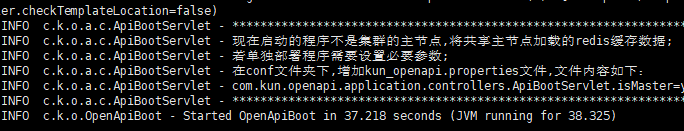 er.checkTemplateLocation=false)
INFO  c.k.o.a.c.ApiBootServlet - ****************************************************************
INFO  c.k.o.a.c.ApiBootServlet - 现在启动的程序不是集群的主节点,将共享主节点加载的redis缓存数据;
INFO  c.k.o.a.c.ApiBootServlet - 若单独部署程序需要设置必要参数;
INFO  c.k.o.a.c.ApiBootServlet - 在conf文件夹下,增加kun_openapi.properties文件,文件内容如下:
INFO  c.k.o.a.c.ApiBootServlet - com.kun.openapi.application.controllers.ApiBootServlet.isMaster=y
INFO  c.k.o.a.c.ApiBootServlet - ****************************************************************
INFO  c.k.o.OpenApiBoot - Started OpenApiBoot in 37.218 seconds (JVM running for 38.325)